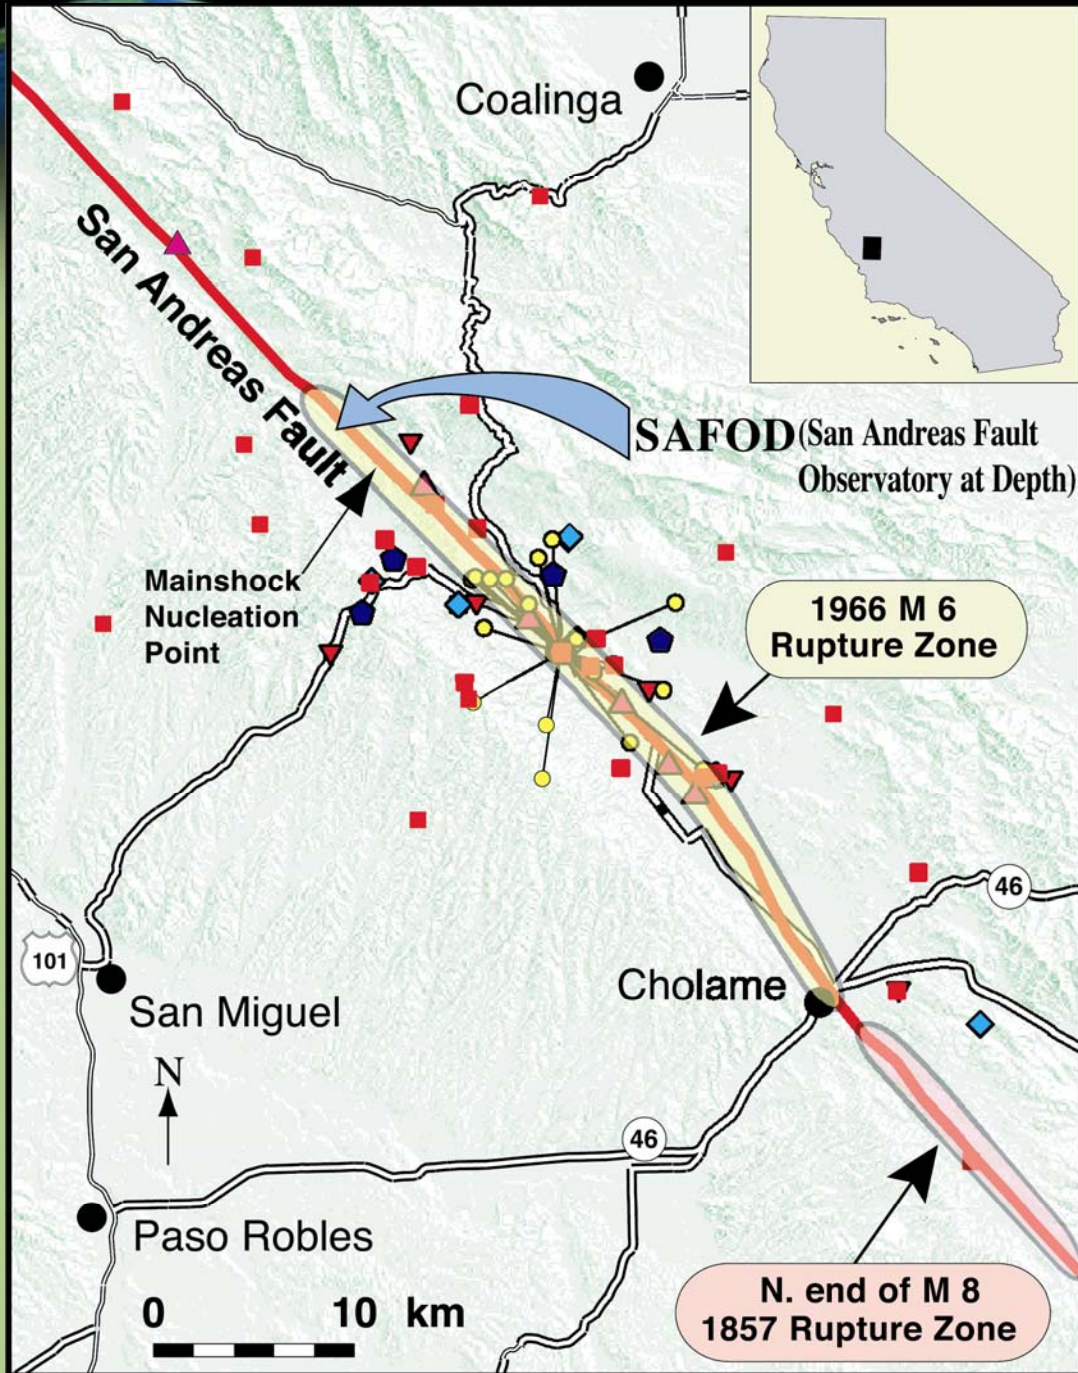 Coalinga
San Andreas Fault
SAFOD (San Andreas Fault
Observatory at Depth)
Mainshock
Nucleation
Point
1966 M 6
Rupture Zone
46
101
San Miguel
Cholame
N
46
Paso Robles
0 10 km
N. end of M 8
1857 Rupture Zone